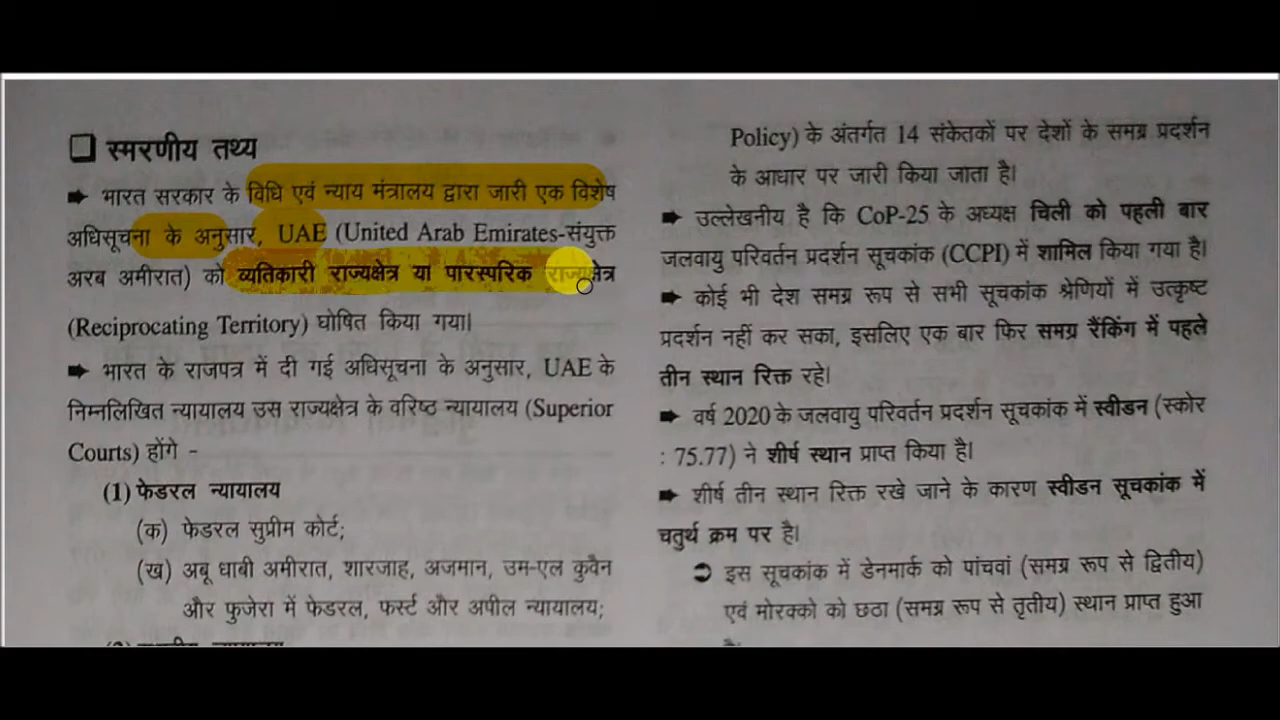 स्मरणीय तथ्य
➡ भारत सरकार के विधि एवं न्याय मंत्रालय द्वारा जारी एक विशेष
अधिसूचना के अनुसार, UAE (United Arab Emirates-संयुक्त
अरब अमीरात) को व्यतिकारी राज्यक्षेत्र या पारस्परिक राज्यक्षेत्र
(Reciprocating Territory) घोषित किया गया।
➡ भारत के राजपत्र में दी गई अधिसूचना के अनुसार, UAE के
निम्नलिखित न्यायालय उस राज्यक्षेत्र के वरिष्ठ न्यायालय (Superior
Courts) होंगे -
(1) फेडरल न्यायालय
(क) फेडरल सुप्रीम कोर्ट;
(ख) अबू धाबी अमीरात, शारजाह, अजमान, उम-एल कुवैन
और फुजेरा में फेडरल, फर्स्ट और अपील न्यायालय;
Policy) के अंतर्गत 14 संकेतकों पर देशों के समग्र प्रदर्शन
के आधार पर जारी किया जाता है।
➡ उल्लेखनीय है कि CoP-25 के अध्यक्ष चिली को पहली बार
जलवायु परिवर्तन प्रदर्शन सूचकांक (CCPI) में शामिल किया गया है।
➡ कोई भी देश समग्र रूप से सभी सूचकांक श्रेणियों में उत्कृष्ट
प्रदर्शन नहीं कर सका, इसलिए एक बार फिर समग्र रैंकिंग में पहले
तीन स्थान रिक्त रहे।
➡ वर्ष 2020 के जलवायु परिवर्तन प्रदर्शन सूचकांक में स्वीडन (स्कोर
: 75.77) ने शीर्ष स्थान प्राप्त किया है।
➡ शीर्ष तीन स्थान रिक्त रखे जाने के कारण स्वीडन सूचकांक में
चतुर्थ क्रम पर है।
➲ इस सूचकांक में डेनमार्क को पांचवां (समग्र रूप से द्वितीय)
एवं मोरक्को को छठा (समग्र रूप से तृतीय) स्थान प्राप्त हुआ